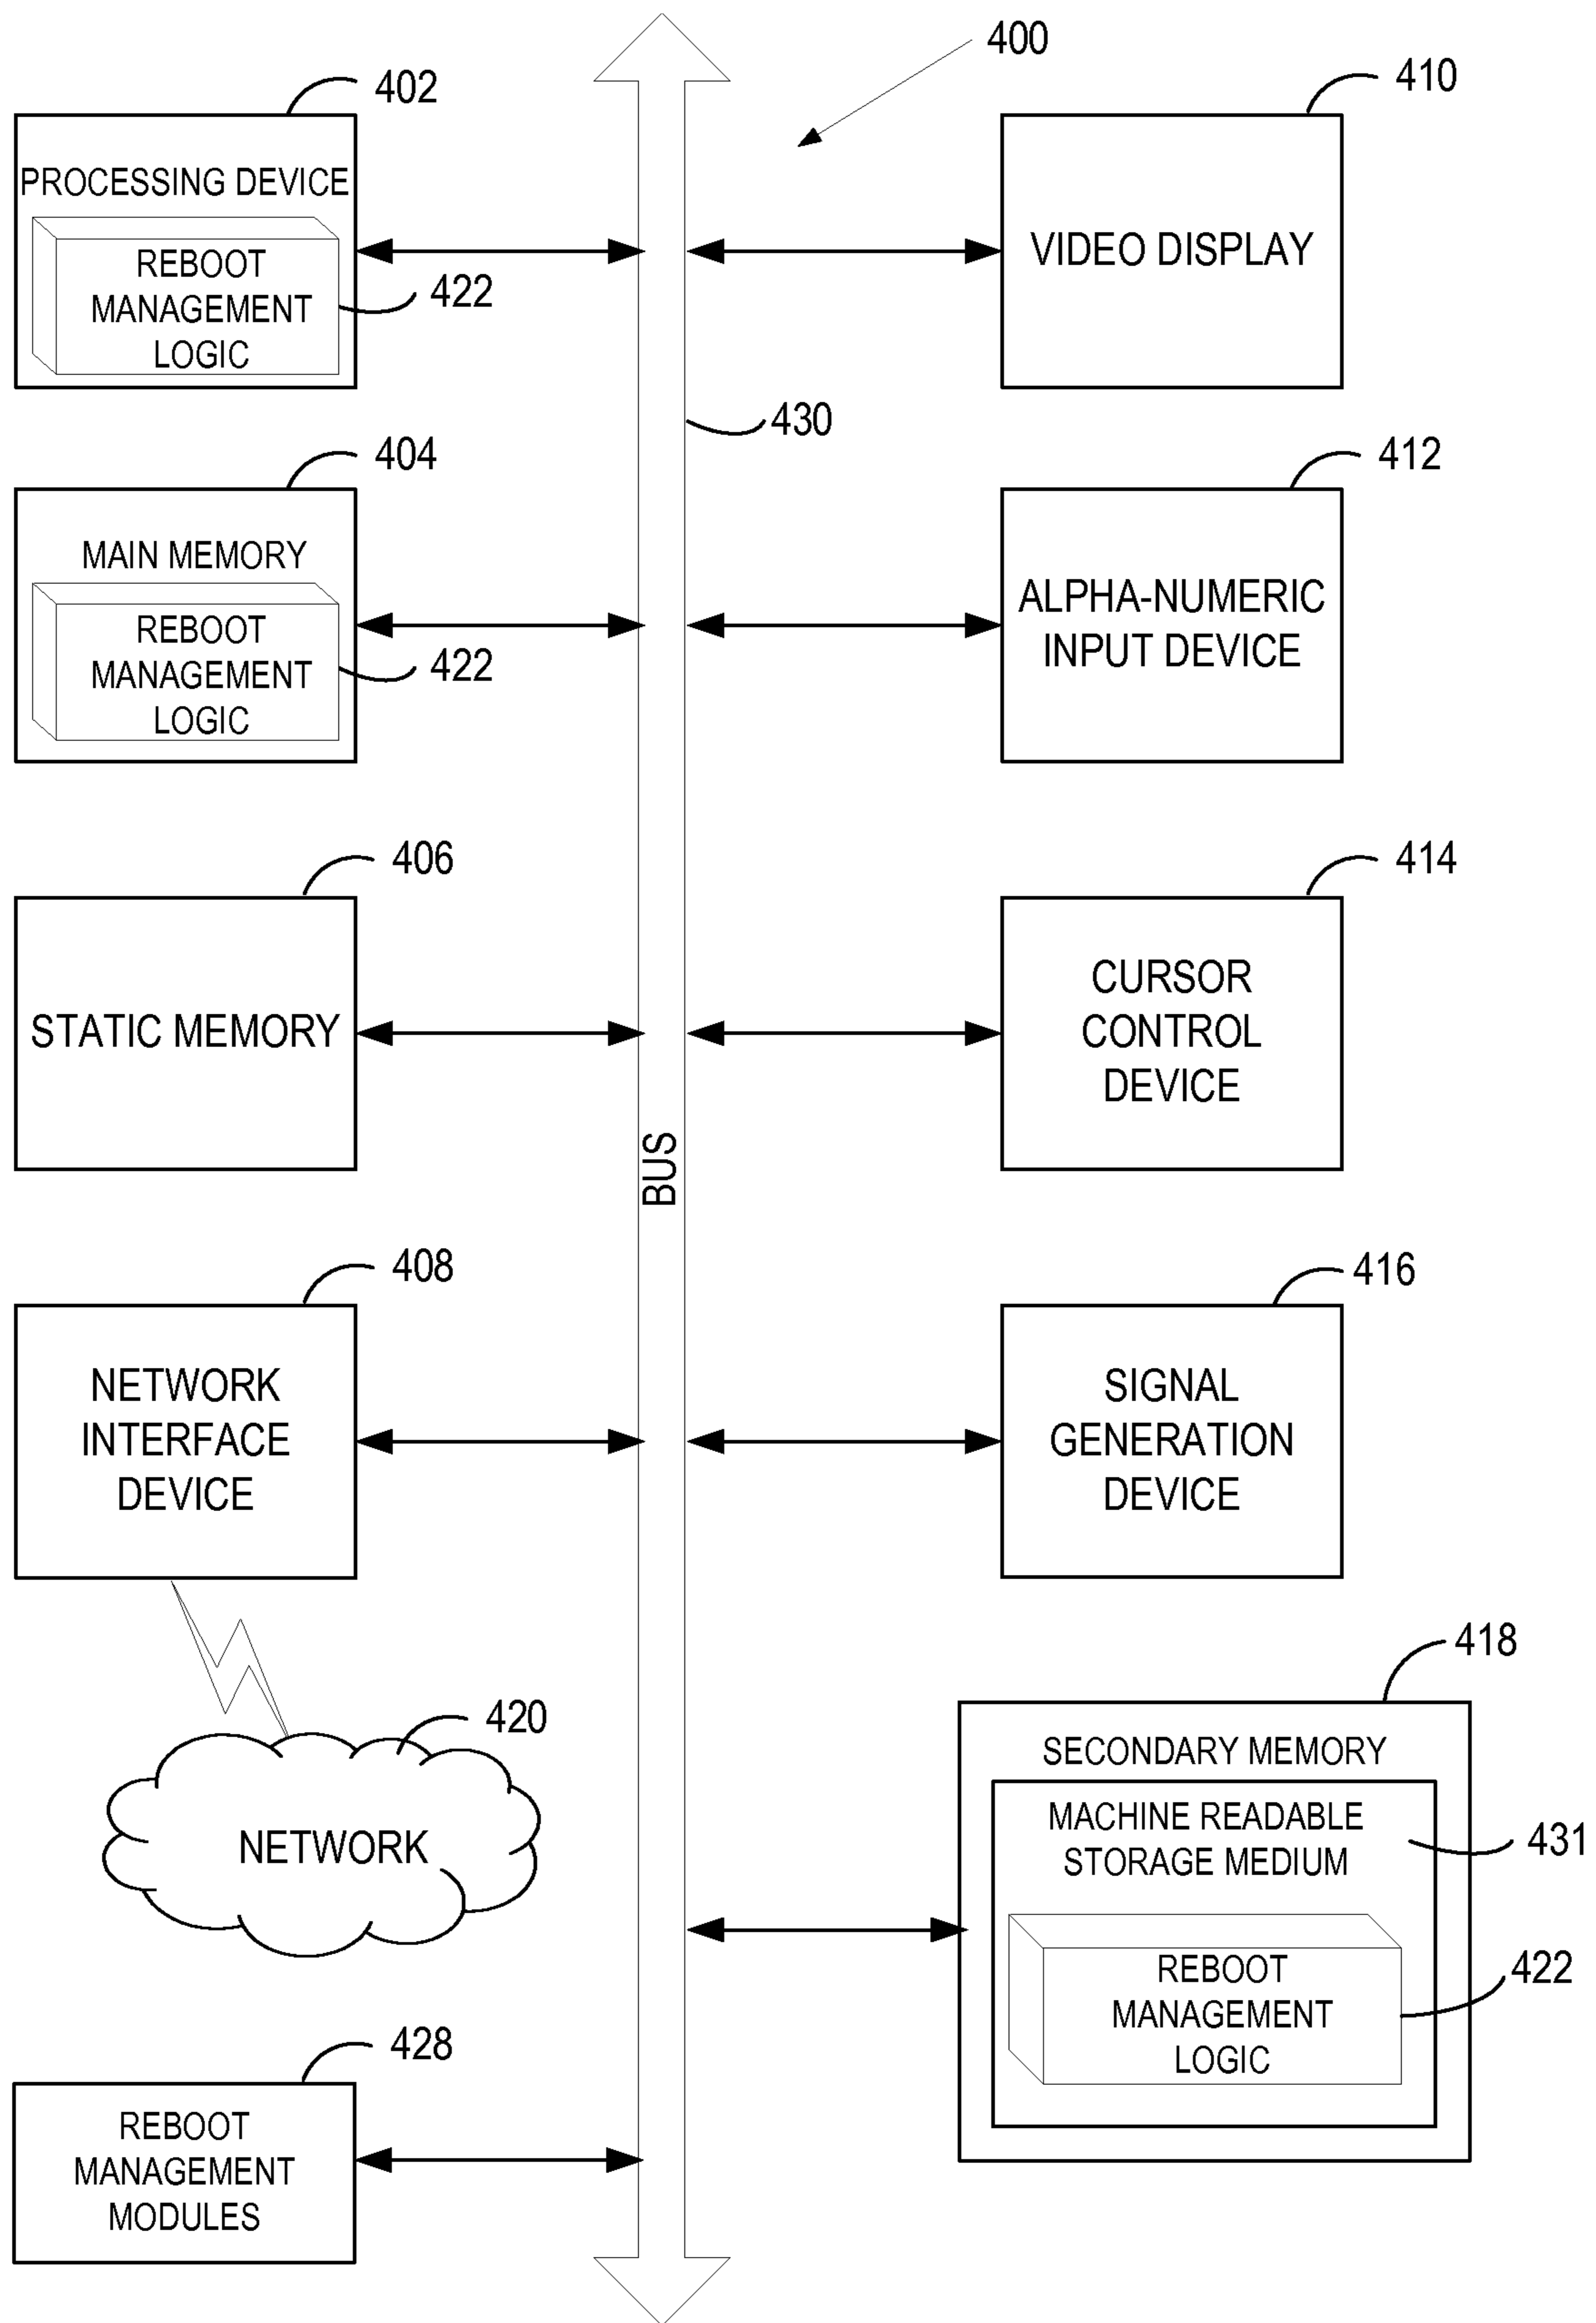 400
402
PROCESSING DEVICE
REBOOT
MANAGEMENT
LOGIC
422
410
VIDEO DISPLAY
430
404
MAIN MEMORY
REBOOT
MANAGEMENT
LOGIC
422
412
ALPHA-NUMERIC
INPUT DEVICE
406
STATIC MEMORY
414
CURSOR
CONTROL
DEVICE
BUS
408
NETWORK
INTERFACE
DEVICE
416
SIGNAL
GENERATION
DEVICE
420
NETWORK
418
SECONDARY MEMORY
MACHINE READABLE
STORAGE MEDIUM
431
REBOOT
MANAGEMENT
LOGIC
422
428
REBOOT
MANAGEMENT
MODULES